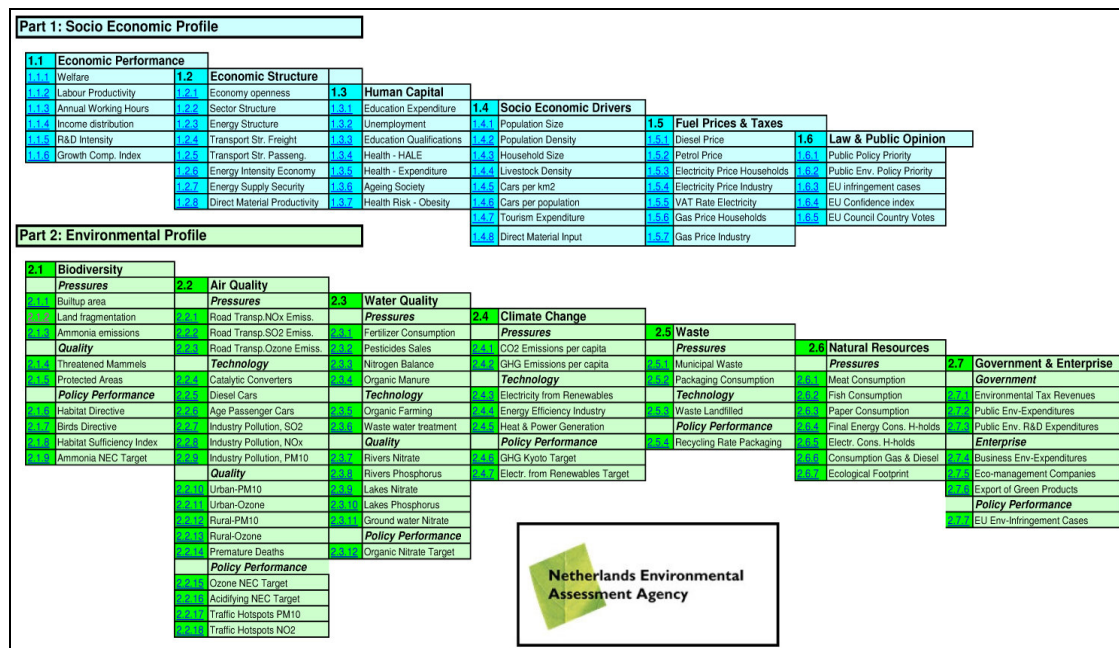 Part 1: Socio Economic Profile
1.1 Economic Performance
1.1.1 Welfare
1.1.2 Labour Productivity
1.1.3 Annual Working Hours
1.1.4 Income distribution
1.1.5 R&D Intensity
1.1.6 Growth Comp. Index
1.2 Economic Structure
1.2.1 Economy openness
1.2.2 Sector Structure
1.2.3 Energy Structure
1.2.4 Transport Str. Freight
1.2.5 Transport Str. Passeng.
1.2.6 Energy Intensity Economy
1.2.7 Energy Supply Security
1.2.8 Direct Material Productivity
1.3 Human Capital
1.3.1 Education Expenditure
1.3.2 Unemployment
1.3.3 Education Qualifications
1.3.4 Health - HALE
1.3.5 Health - Expenditure
1.3.6 Ageing Society
1.3.7 Health Risk - Obesity
1.4 Socio Economic Drivers
1.4.1 Population Size
1.4.2 Population Density
1.4.3 Household Size
1.4.4 Livestock Density
1.4.5 Cars per km2
1.4.6 Cars per population
1.4.7 Tourism Expenditure
1.4.8 Direct Material Input
1.5 Fuel Prices & Taxes
1.5.1 Diesel Price
1.5.2 Petrol Price
1.5.3 Electricity Price Households
1.5.4 Electricity Price Industry
1.5.5 VAT Rate Electricity
1.5.6 Gas Price Households
1.5.7 Gas Price Industry
1.6 Law & Public Opinion
1.6.1 Public Policy Priority
1.6.2 Public Env. Policy Priority
1.6.3 EU infringement cases
1.6.4 EU Confidence index
1.6.5 EU Council Country Votes
Part 2: Environmental Profile
2.1 Biodiversity
Pressures
2.1.1 Builtup area
2.1.2 Land fragmentation
2.1.3 Ammonia emissions
Quality
2.1.4 Threatened Mammels
2.1.5 Protected Areas
Policy Performance
2.1.6 Habitat Directive
2.1.7 Birds Directive
2.1.8 Habitat Sufficiency Index
2.1.9 Ammonia NEC Target
2.2 Air Quality
Pressures
2.2.1 Road Transp.NOx Emiss.
2.2.2 Road Transp.SO2 Emiss.
2.2.3 Road Transp.Ozone Emiss.
Technology
2.2.4 Catalytic Converters
2.2.5 Diesel Cars
2.2.6 Age Passenger Cars
2.2.7 Industry Pollution, SO2
2.2.8 Industry Pollution, NOx
2.2.9 Industry Pollution, PM10
Quality
2.2.10 Urban-PM10
2.2.11 Urban-Ozone
2.2.12 Rural-PM10
2.2.13 Rural-Ozone
2.2.14 Premature Deaths
Policy Performance
2.2.15 Ozone NEC Target
2.2.16 Acidifying NEC Target
2.2.17 Traffic Hotspots PM10
2.2.18 Traffic Hotspots NO2
2.3 Water Quality
Pressures
2.3.1 Fertilizer Consumption
2.3.2 Pesticides Sales
2.3.3 Nitrogen Balance
2.3.4 Organic Manure
Technology
2.3.5 Organic Farming
2.3.6 Waste water treatment
Quality
2.3.7 Rivers Nitrate
2.3.8 Rivers Phosphorus
2.3.9 Lakes Nitrate
2.3.10 Lakes Phosphorus
2.3.11 Ground water Nitrate
Policy Performance
2.3.12 Organic Nitrate Target
2.4 Climate Change
Pressures
2.4.1 CO2 Emissions per capita
2.4.2 GHG Emissions per capita
Technology
2.4.3 Electricity from Renewables
2.4.4 Energy Efficiency Industry
2.4.5 Heat & Power Generation
Policy Performance
2.4.6 GHG Kyoto Target
2.4.7 Electr. from Renewables Target
2.5 Waste
Pressures
2.5.1 Municipal Waste
2.5.2 Packaging Consumption
Technology
2.5.3 Waste Landfilled
Policy Performance
2.5.4 Recycling Rate Packaging
2.6 Natural Resources
Pressures
2.6.1 Meat Consumption
2.6.2 Fish Consumption
2.6.3 Paper Consumption
2.6.4 Final Energy Cons. H-holds
2.6.5 Electr. Cons. H-holds
2.6.6 Consumption Gas & Diesel
2.6.7 Ecological Footprint
2.7 Government & Enterprise
Government
2.7.1 Environmental Tax Revenues
2.7.2 Public Env-Expenditures
2.7.3 Public Env. R&D Expenditures
Enterprise
2.7.4 Business Env-Expenditures
2.7.5 Eco-management Companies
2.7.6 Export of Green Products
Policy Performance
2.7.7 EU Env-Infringement Cases
Netherlands Environmental
Assessment Agency